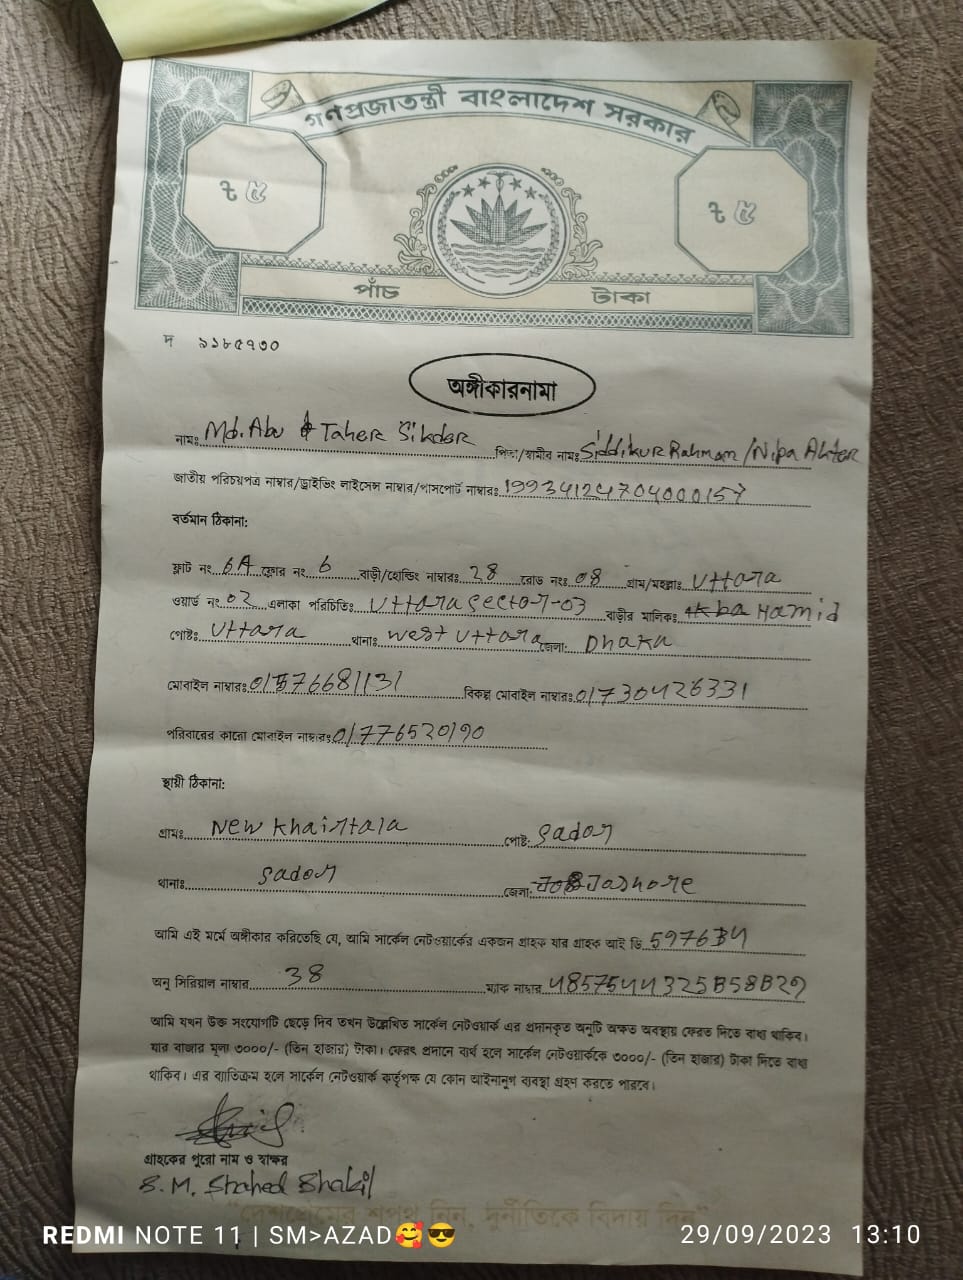 গণপ্রজাতন্ত্রী বাংলাদেশ সরকার
৳ ৫ ৳ ৫
পাঁচ টাকা
দ ৯১৮৫৭৩০
অঙ্গীকারনামা
নামঃ Md. Abu Taher Sikder পিতা/স্বামীর নামঃ Siddikur Rahman/Nipa Akter
জাতীয় পরিচয়পত্র নাম্বার/ড্রাইভিং লাইসেন্স নাম্বার/পাসপোর্ট নাম্বারঃ 19934124704000157
বর্তমান ঠিকানা:
ফ্লাট নং 6A ফ্লোর নং 6 বাড়ী/হোল্ডিং নাম্বারঃ 28 রোড নংঃ 08 গ্রাম/মহল্লাঃ Uttara
ওয়ার্ড নং 02 এলাকা পরিচিতিঃ Uttara Sector-03 বাড়ীর মালিকঃ Hamid
পোষ্টঃ Uttara থানাঃ West Uttara জেলা: Dhaka
মোবাইল নাম্বারঃ বিকল্প মোবাইল নাম্বারঃ 01730426331
পরিবারের কারো মোবাইল নাম্বারঃ 01776520190
স্থায়ী ঠিকানা:
গ্রামঃ New Khairtala পোষ্ট: Sador
থানাঃ Sador জেলা: Jashore
আমি এই মর্মে অঙ্গীকার করিতেছি যে, আমি সার্কেল নেটওয়ার্কের একজন গ্রাহক যার গ্রাহক আই ডি
অনু সিরিয়াল নাম্বার 38 ম্যাক নাম্বার 4857544325B58B29
আমি যখন উক্ত সংযোগটি ছেড়ে দিব তখন উল্লেখিত সার্কেল নেটওয়ার্ক এর প্রদানকৃত অনুটি অক্ষত অবস্থায় ফেরত দিতে বাধ্য থাকিব।
যার বাজার মূল্য ৩০০০/- (তিন হাজার) টাকা। ফেরৎ প্রদানে ব্যর্থ হলে সার্কেল নেটওয়ার্ককে ৩০০০/- (তিন হাজার) টাকা দিতে বাধ্য
থাকিব। এর ব্যতিক্রম হলে সার্কেল নেটওয়ার্ক কর্তৃপক্ষ যে কোন আইনানুগ ব্যবস্থা গ্রহণ করতে পারবে।
গ্রাহকের পুরো নাম ও স্বাক্ষর
S. M. Shahed Shakil
"দেশপ্রেমের শপথ নিন, দুর্নীতিকে বিদায় দিন"
REDMI NOTE 11 | SM>AZAD🥰😎 29/09/2023 13:10